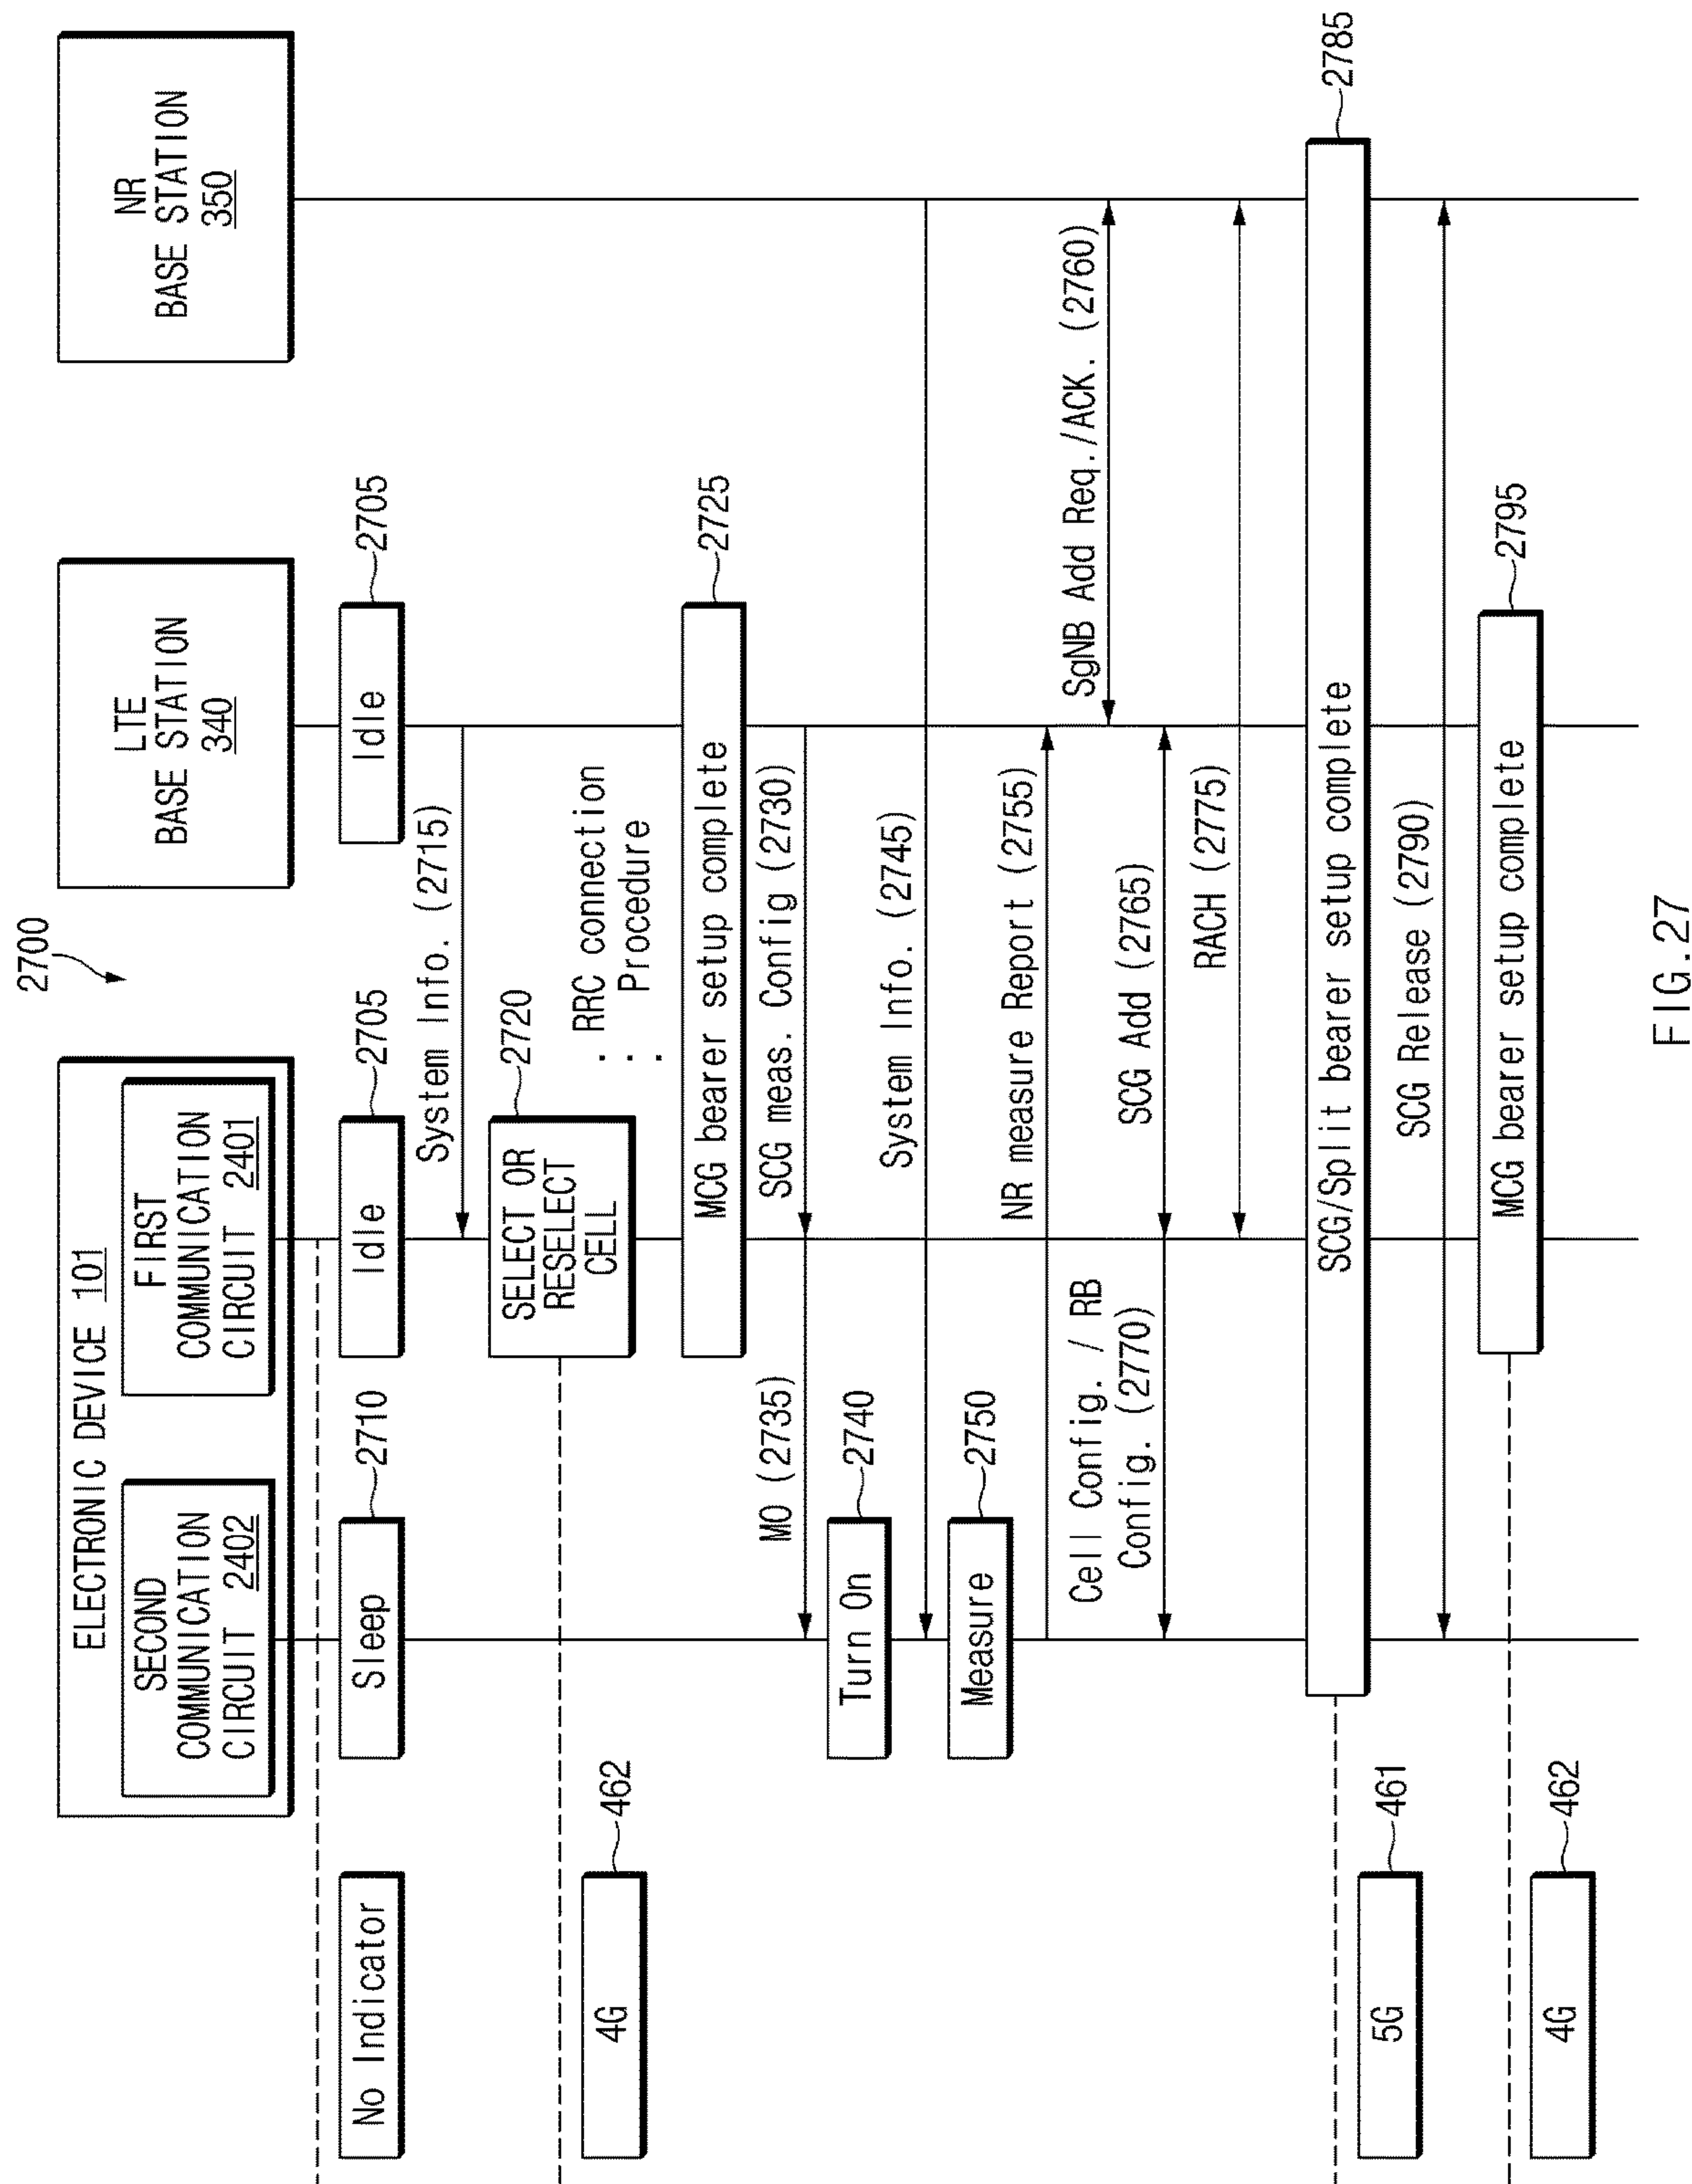 2700
ELECTRONIC DEVICE 101
SECOND
COMMUNICATION
CIRCUIT 2402
FIRST
COMMUNICATION
CIRCUIT 2401
LTE
BASE STATION
340
NR
BASE STATION
350
No Indicator
Sleep
2710
Idle
2705
Idle
2705
System Info. (2715)
SELECT OR
RESELECT
CELL
2720
4G
462
: RRC connection
: Procedure
MCG bearer setup complete
2725
SCG meas. Config (2730)
MO (2735)
Turn On
2740
System Info. (2745)
Measure
2750
NR measure Report (2755)
SgNB Add Req./ACK. (2760)
SCG Add (2765)
Cell Config. / RB
Config. (2770)
RACH (2775)
SCG/Split bearer setup complete
2785
5G
461
SCG Release (2790)
MCG bearer setup complete
2795
4G
462
FIG.27